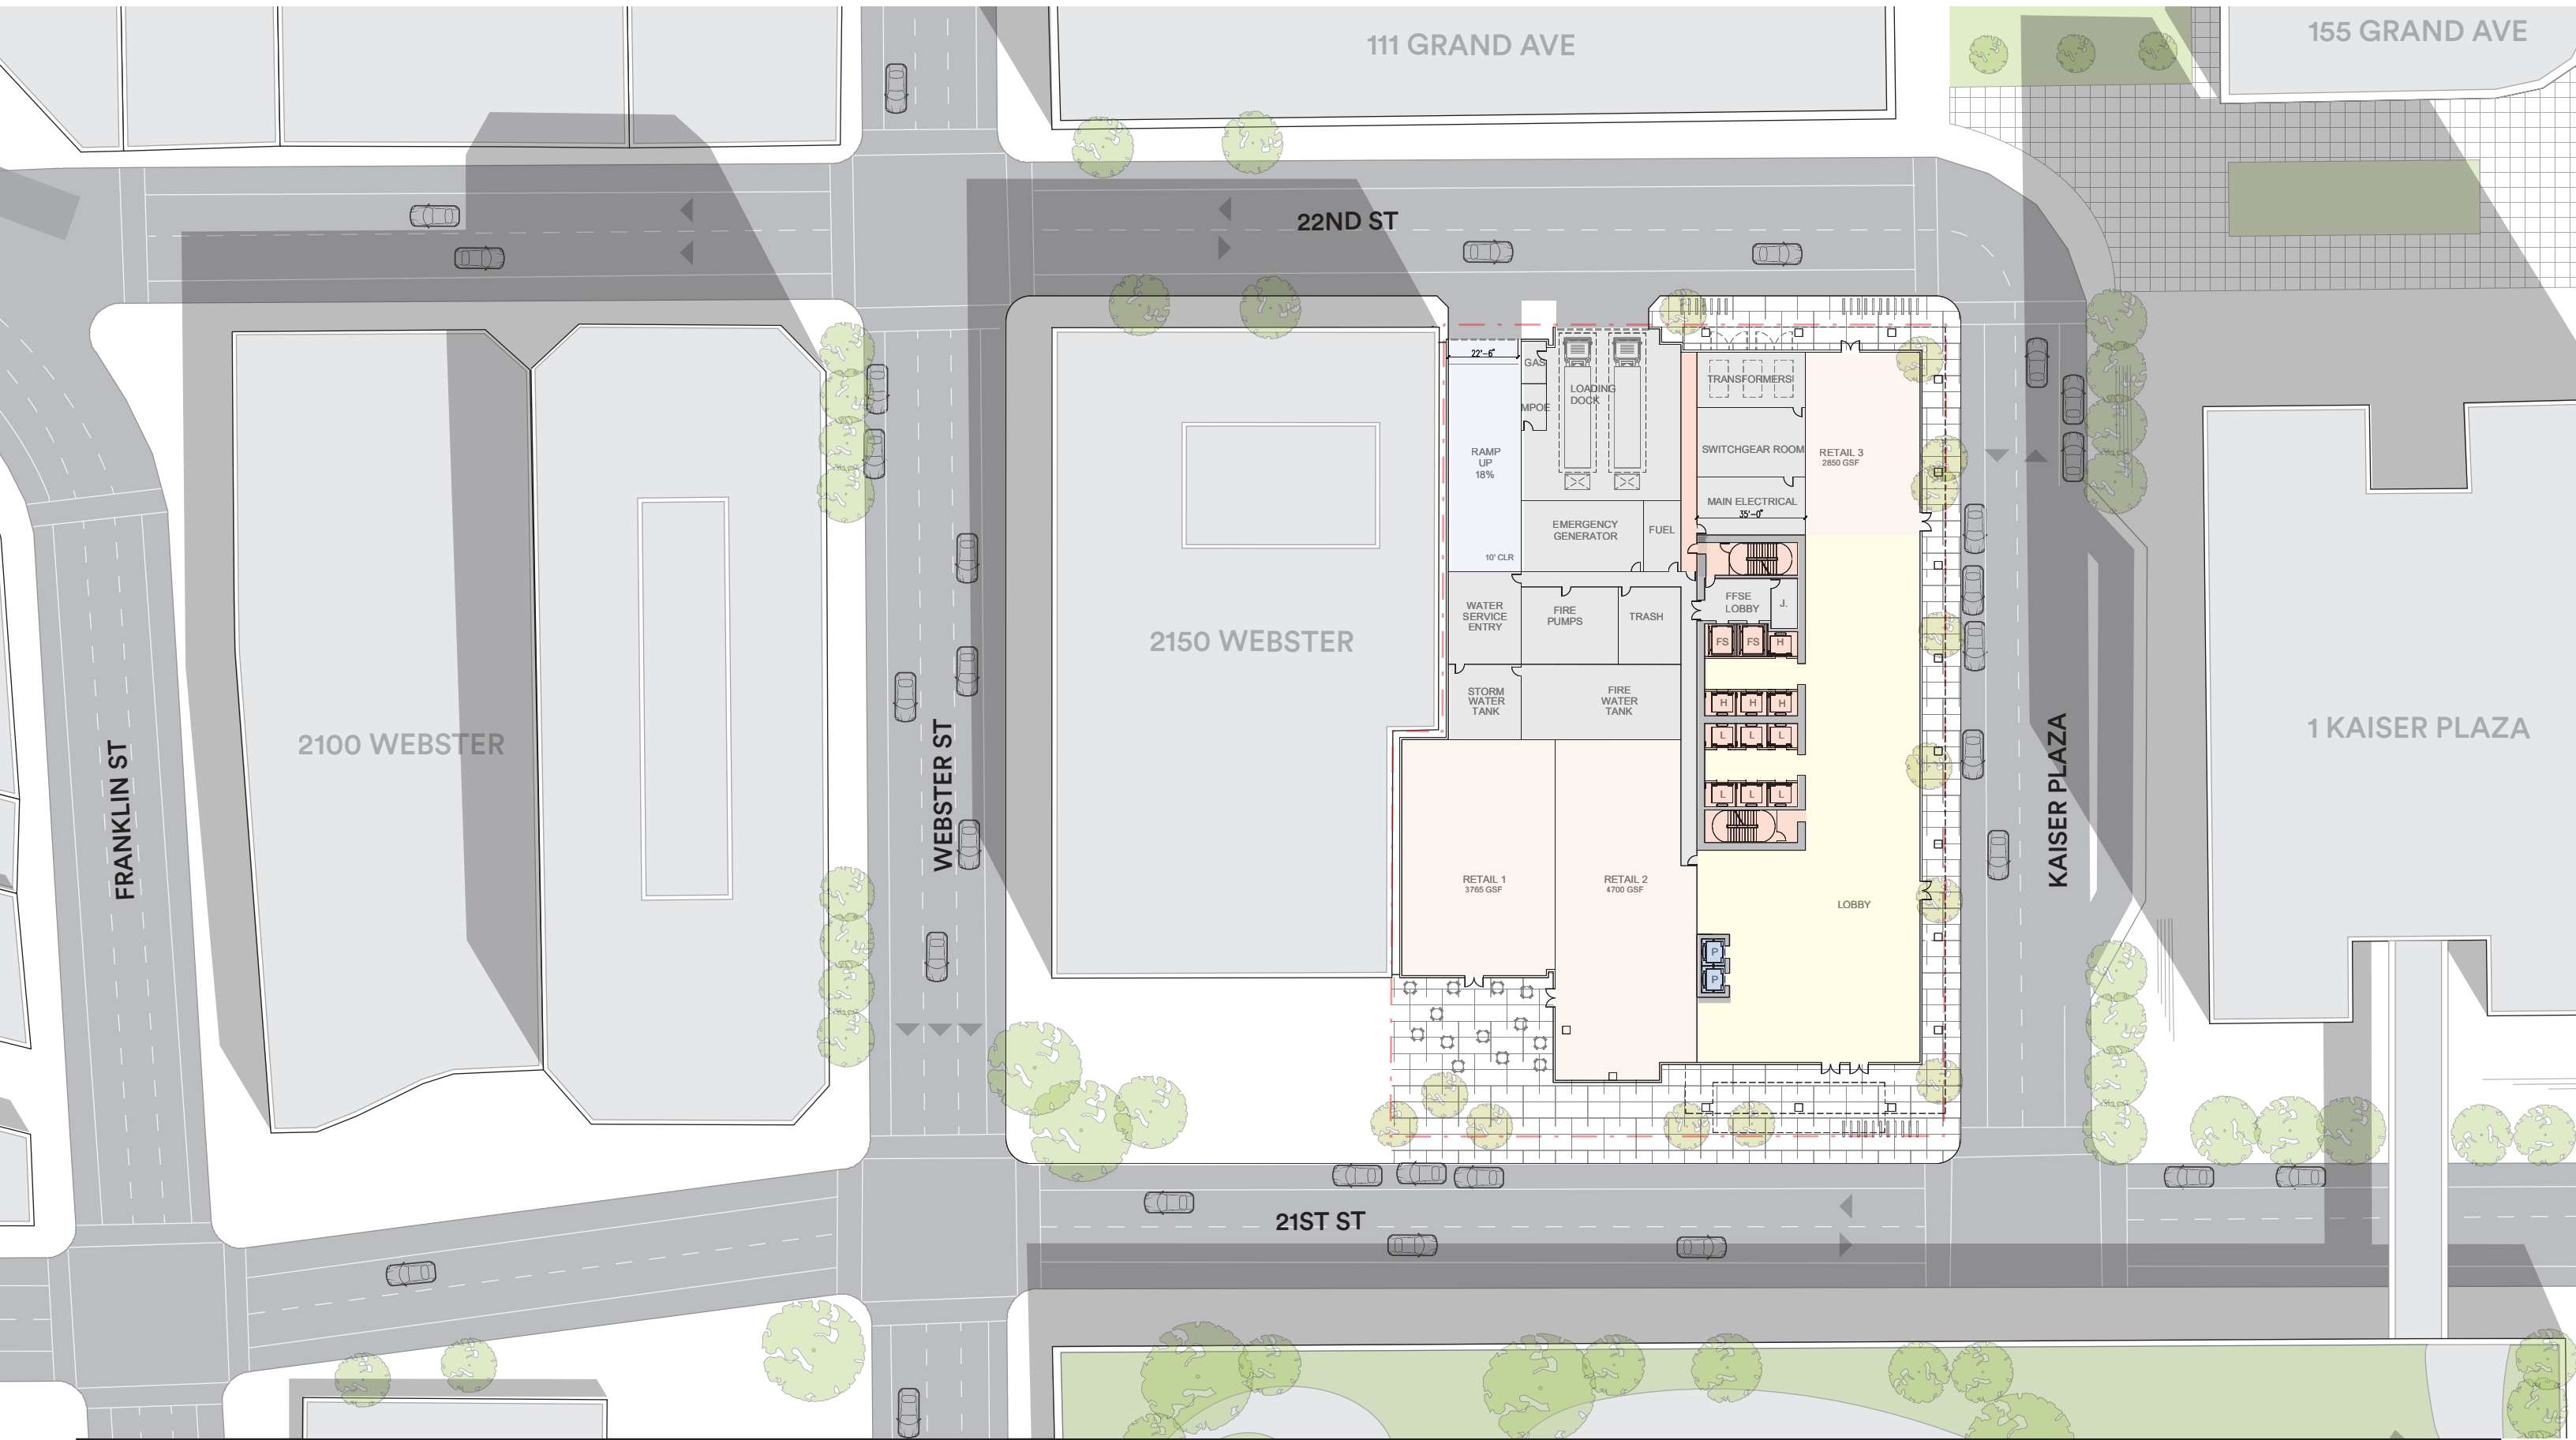 111 GRAND AVE
155 GRAND AVE
22ND ST
22'-6"
GAS
MPOE
LOADING
DOCK
TRANSFORMERS
RAMP
UP
18%
SWITCHGEAR ROOM
RETAIL 3
2850 GSF
MAIN ELECTRICAL
35'-0"
EMERGENCY
GENERATOR
FUEL
10' CLR
WATER
SERVICE
ENTRY
FIRE
PUMPS
TRASH
FFSE
LOBBY
J.
FS
FS
H
2150 WEBSTER
STORM
WATER
TANK
FIRE
WATER
TANK
H
H
H
L
L
L
2100 WEBSTER
1 KAISER PLAZA
FRANKLIN ST
WEBSTER ST
KAISER PLAZA
L
L
L
RETAIL 1
3765 GSF
RETAIL 2
4700 GSF
LOBBY
P
P
21ST ST